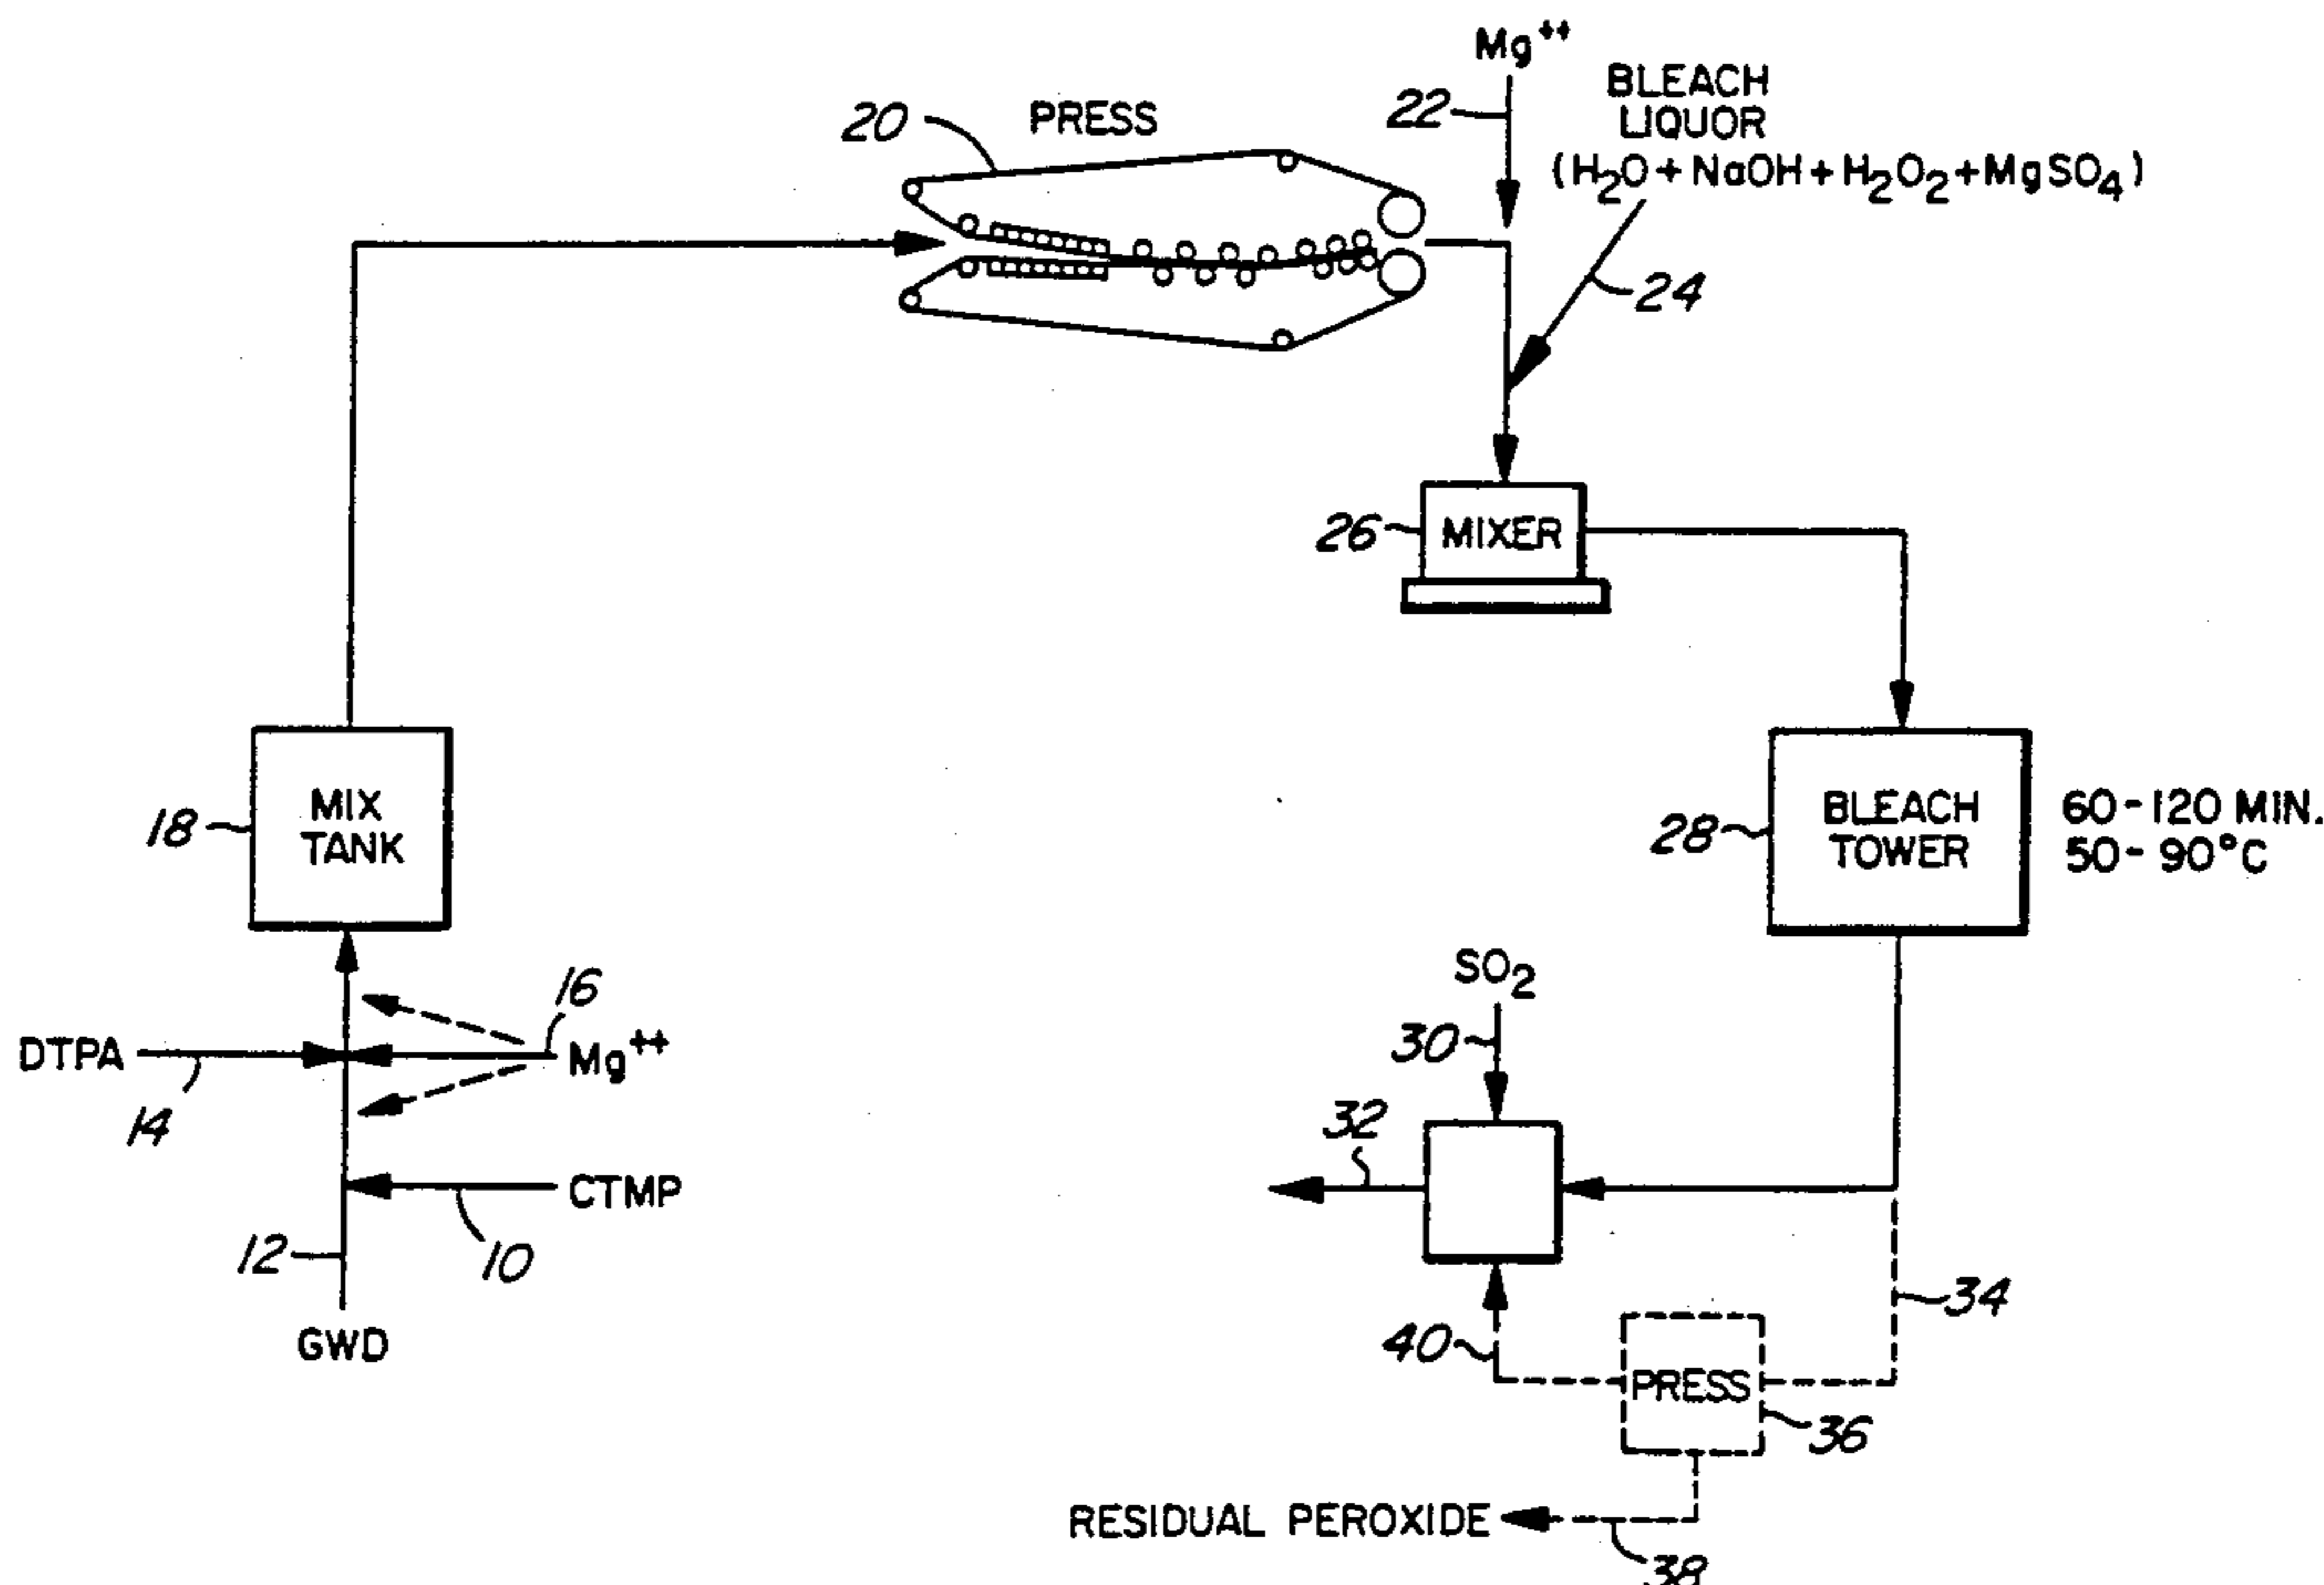 Mg++
22
BLEACH
LIQUOR
(H2O+NaOH+H2O2+MgSO4)
20
PRESS
24
26
MIXER
18
MIX
TANK
28
BLEACH
TOWER
60-120 MIN.
50-90°C
SO2
30
16
DTPA
Mg++
14
32
CTMP
10
12
GWD
34
40
PRESS
36
RESIDUAL PEROXIDE
38